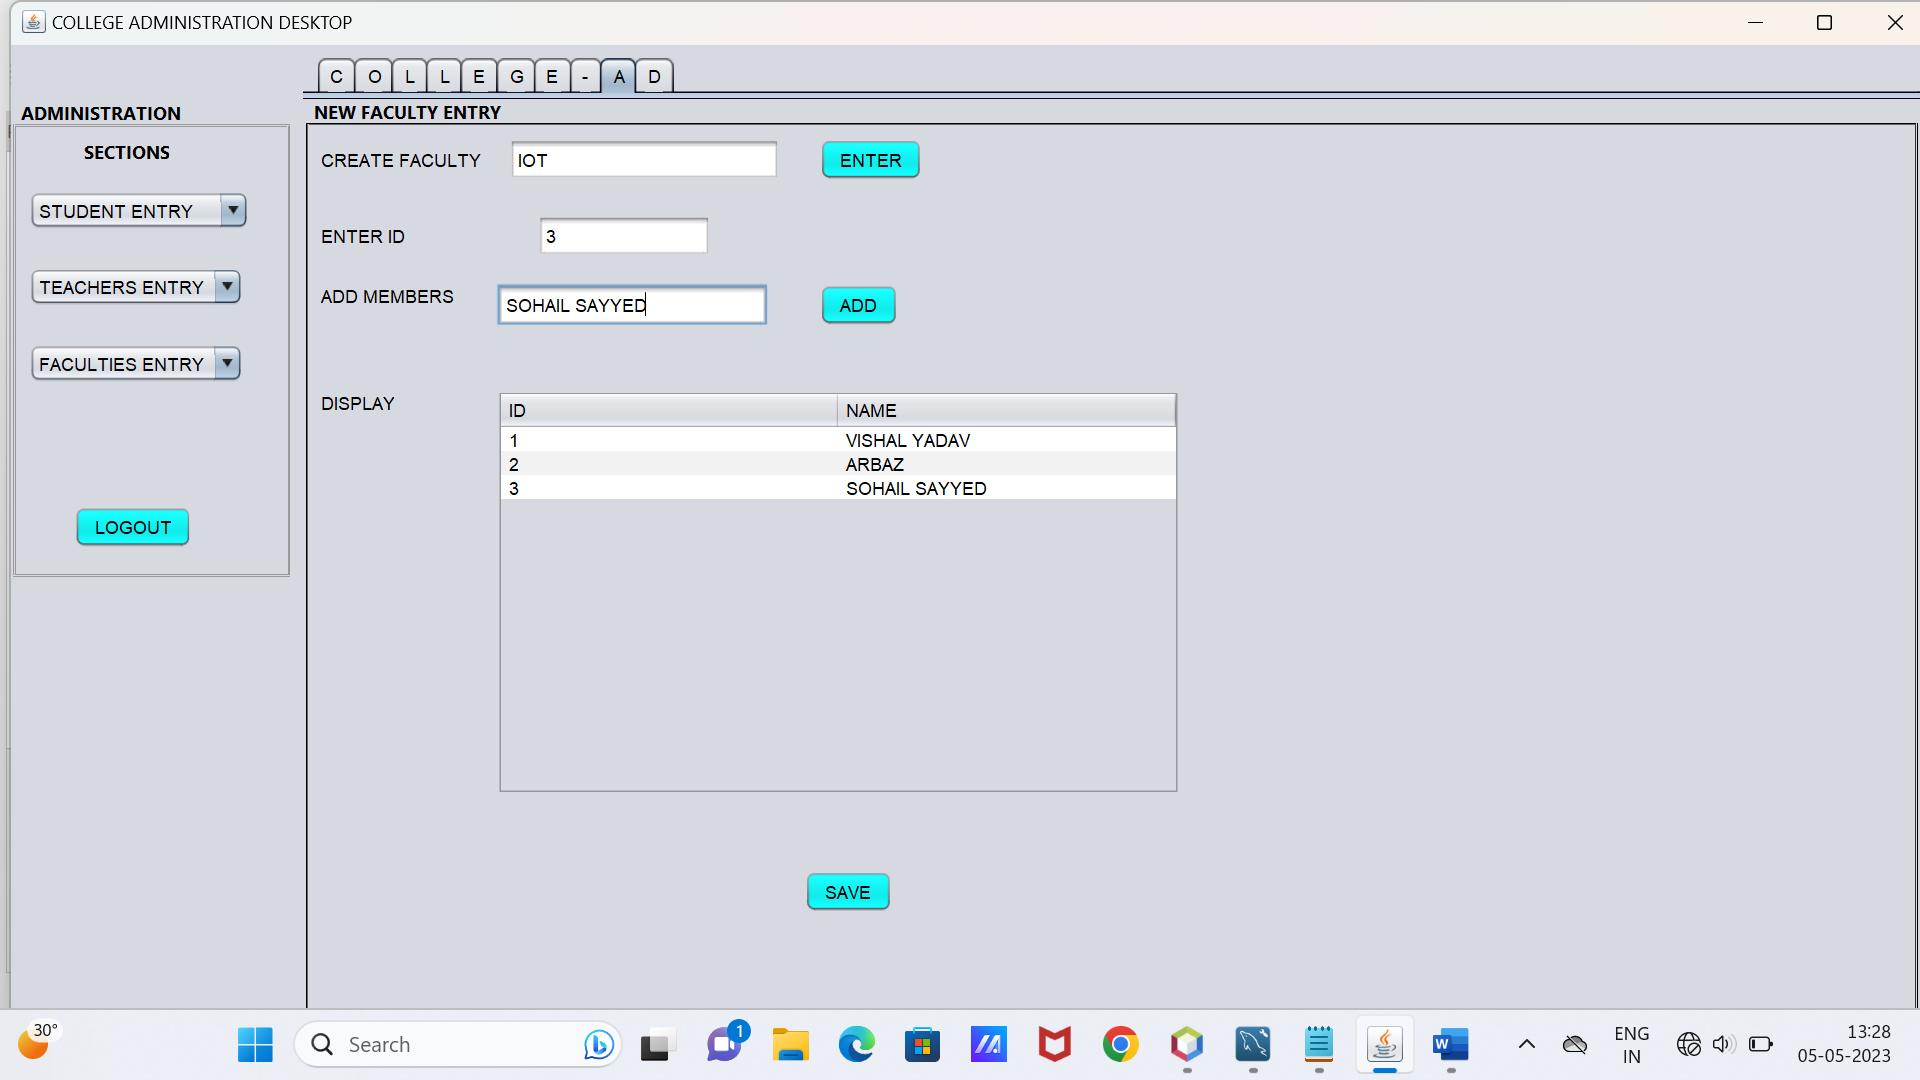 COLLEGE ADMINISTRATION DESKTOP
C O L L E G E - A D
ADMINISTRATION
SECTIONS
STUDENT ENTRY
TEACHERS ENTRY
FACULTIES ENTRY
LOGOUT
NEW FACULTY ENTRY
CREATE FACULTY IOT ENTER
ENTER ID 3
ADD MEMBERS SOHAIL SAYYED ADD
DISPLAY
ID NAME
1 VISHAL YADAV
2 ARBAZ
3 SOHAIL SAYYED
SAVE
30°
Search
1
W
ENG
IN
13:28
05-05-2023